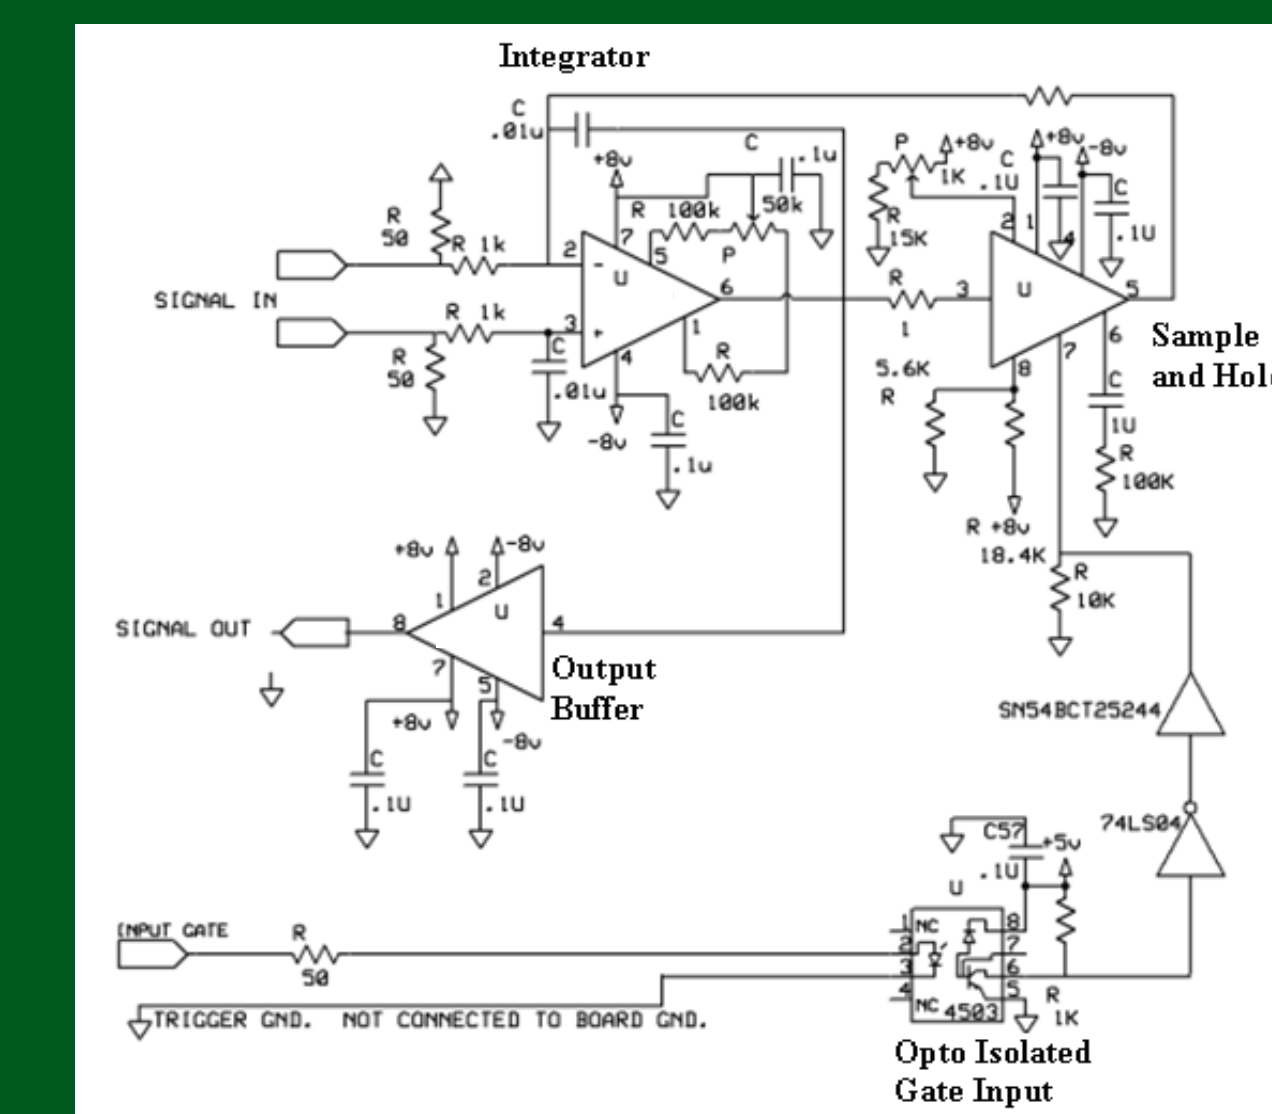 Integrator
C
.01u
+8v
C
.1u
R 100k
50k
P
R
50
R 1k
2
-
7
5
U
6
SIGNAL IN
R 1k
3
+
4
1
R
50
C
.01u
R
100k
-8v
C
.1u
P
+8v
1K
R
15K
C
.1U
+8v
-8v
C
.1U
2
1
4
R
1
3
U
5
6
7
8
Sample
and Hol
5.6K
R
C
1U
R
100K
R +8v
18.4K
R
10K
+8v
-8v
2
1
U
SIGNAL OUT
8
4
7
5
Output
Buffer
+8v
-8v
C
.1U
C
.1U
SN54BCT25244
74LS04
C57
+5v
.1U
U
INPUT GATE
R
50
1
NC
2
3
4
NC
4503
8
7
6
5
R
1K
TRIGGER GND. NOT CONNECTED TO BOARD GND.
Opto Isolated
Gate Input